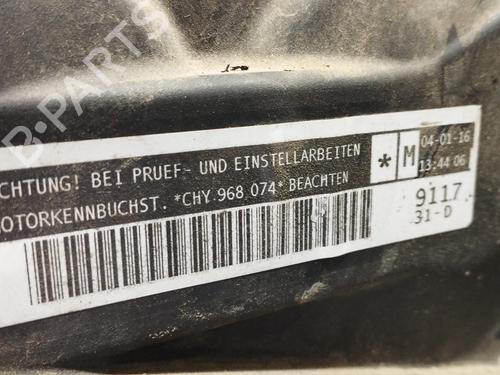 B-PARTS
CHTUNG! BEI PRUEF- UND EINSTELLARBEITEN
OTORKENNBUCHST. *CHY 968 074* BEACHTEN
* M
04-01-16
13:44 06
9117
31-D